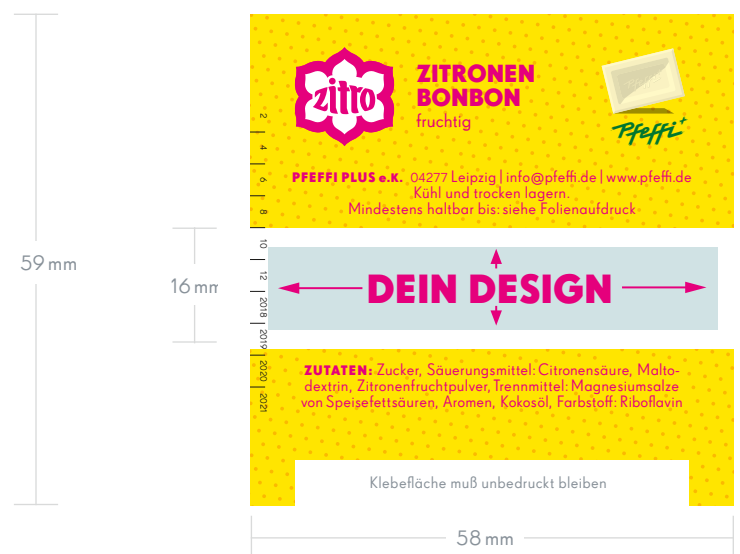 zitro
ZITRONEN
BONBON
fruchtig
Pfeffi+
PFEFFI PLUS e.K. 04277 Leipzig | info@pfeffi.de | www.pfeffi.de
Kühl und trocken lagern.
Mindestens haltbar bis: siehe Folienaufdruck
2
4
6
8
10
12
2018
2019
2020
2021
59 mm
16 mm
DEIN DESIGN
ZUTATEN: Zucker, Säuerungsmittel: Citronensäure, Malto-
dextrin, Zitronenfruchtpulver, Trennmittel: Magnesiumsalze
von Speisefettsäuren, Aromen, Kokosöl, Farbstoff: Riboflavin
Klebefläche muß unbedruckt bleiben
58 mm